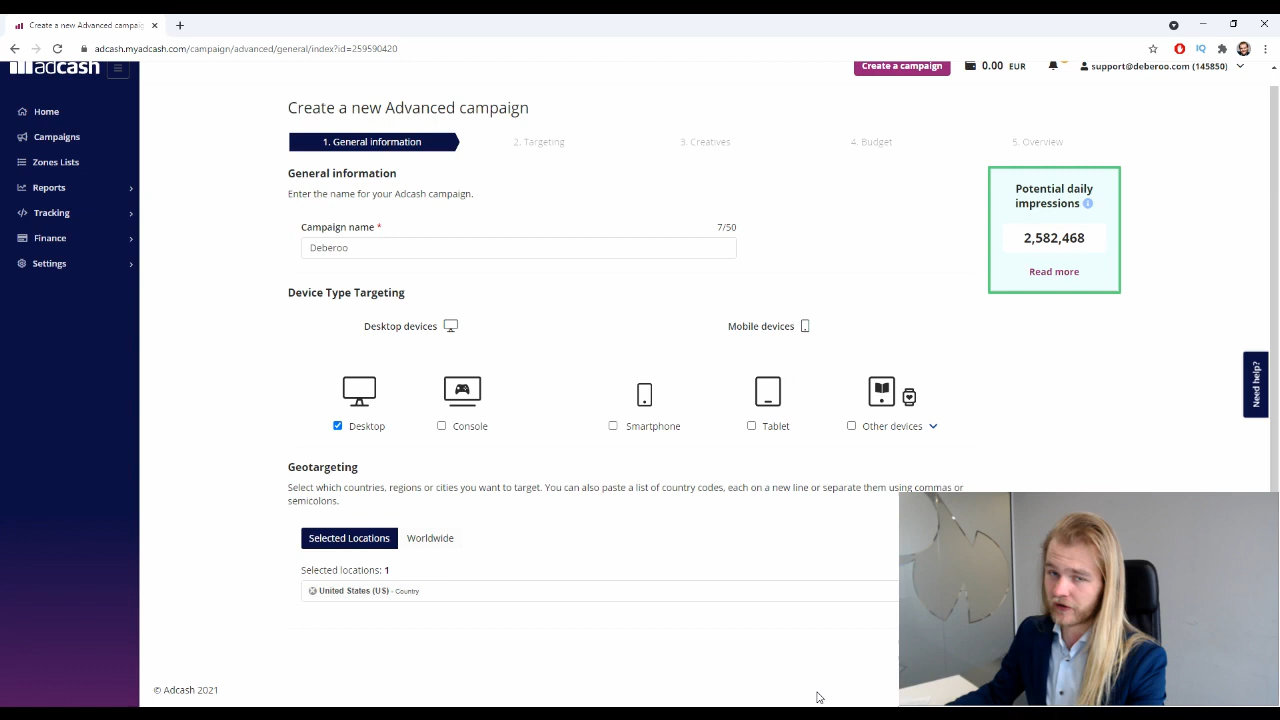 Create a new Advanced campaig
adcash.myadcash.com/campaign/advanced/general/index?id=259590420
adcash
Create a campaign
0.00 EUR
support@deberoo.com (145850)
Home
Campaigns
Zones Lists
Reports
Tracking
Finance
Settings
Create a new Advanced campaign
1. General information
2. Targeting
3. Creatives
4. Budget
5. Overview
General information
Enter the name for your Adcash campaign.
Campaign name *
7/50
Deberoo
Potential daily
impressions
2,582,468
Read more
Device Type Targeting
Desktop devices
Mobile devices
Desktop
Console
Smartphone
Tablet
Other devices
Need help?
Geotargeting
Select which countries, regions or cities you want to target. You can also paste a list of country codes, each on a new line or separate them using commas or
semicolons.
Selected Locations
Worldwide
Selected locations: 1
United States (US) - Country
© Adcash 2021